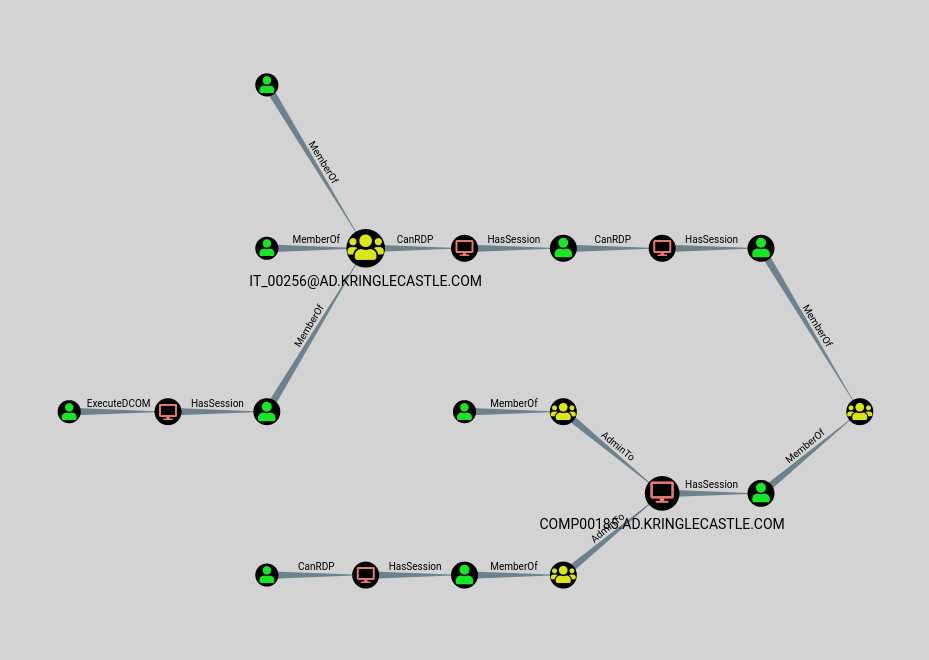 MemberOf
MemberOf
CanRDP
HasSession
CanRDP
HasSession
IT_00256@AD.KRINGLECASTLE.COM
MemberOf
MemberOf
ExecuteDCOM
HasSession
MemberOf
AdminTo
MemberOf
HasSession
COMP00185.AD.KRINGLECASTLE.COM
AdminTo
CanRDP
HasSession
MemberOf